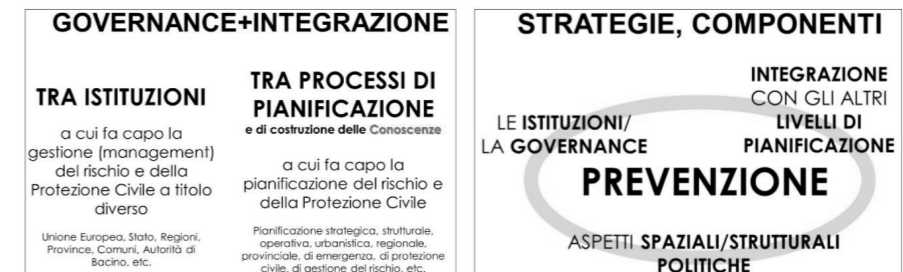 GOVERNANCE+INTEGRAZIONE
TRA ISTITUZIONI
a cui fa capo la
gestione (management)
del rischio e della
Protezione Civile a titolo
diverso
Unione Europea, Stato, Regioni,
Province, Comuni, Autorità di
Bacino, etc.
TRA PROCESSI DI
PIANIFICAZIONE
e di costruzione delle Conoscenze
a cui fa capo la
pianificazione del rischio e
della Protezione Civile
Pianificazione strategica, strutturale,
operativa, urbanistica, regionale,
provinciale, di emergenza, di protezione
civile, di gestione del rischio, etc.
STRATEGIE, COMPONENTI
INTEGRAZIONE
CON GLI ALTRI
LIVELLI DI
PIANIFICAZIONE
LE ISTITUZIONI/
LA GOVERNANCE
PREVENZIONE
ASPETTI SPAZIALI/STRUTTURALI
POLITICHE